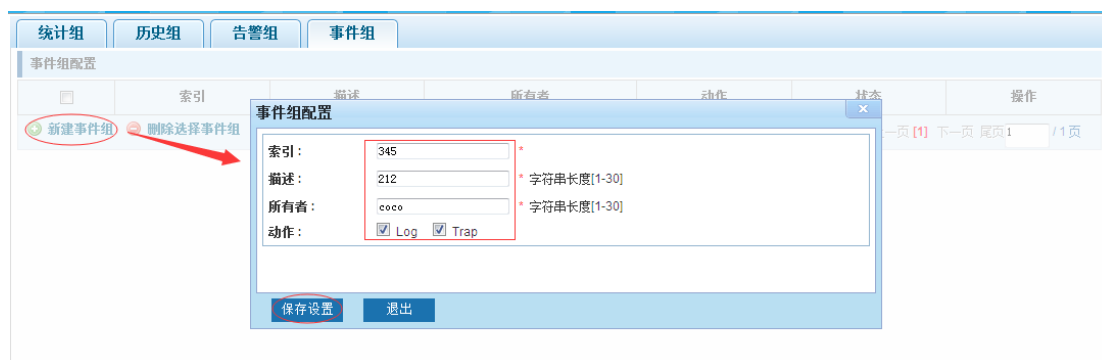 统计组 历史组 告警组 事件组
事件组配置
索引 描述 所有者 动作 状态 操作
新建事件组 删除选择事件组 一页 [1] 下一页 尾页 1 / 1 页
事件组配置
索引： 345 *
描述： 212 * 字符串长度[1-30]
所有者： coco * 字符串长度[1-30]
动作： Log Trap
保存设置 退出